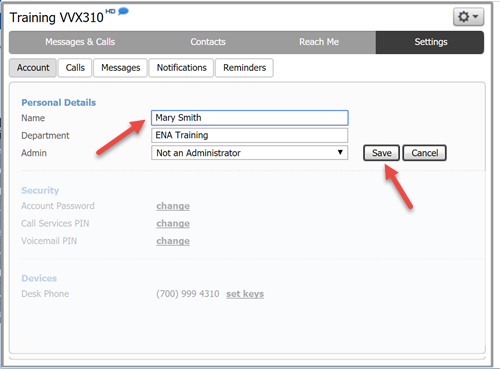 Training VVX310 HD
Messages & Calls Contacts Reach Me Settings
Account Calls Messages Notifications Reminders
Personal Details
Name Mary Smith
Department ENA Training
Admin Not an Administrator Save Cancel
Security
Account Password change
Call Services PIN change
Voicemail PIN change
Devices
Desk Phone (700) 999 4310 set keys